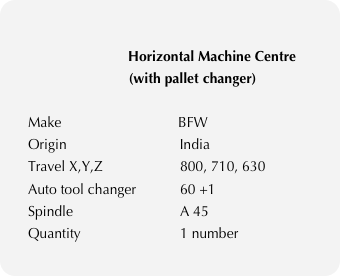 Horizontal Machine Centre
(with pallet changer)
Make BFW
Origin India
Travel X,Y,Z 800, 710, 630
Auto tool changer 60 +1
Spindle A 45
Quantity 1 number